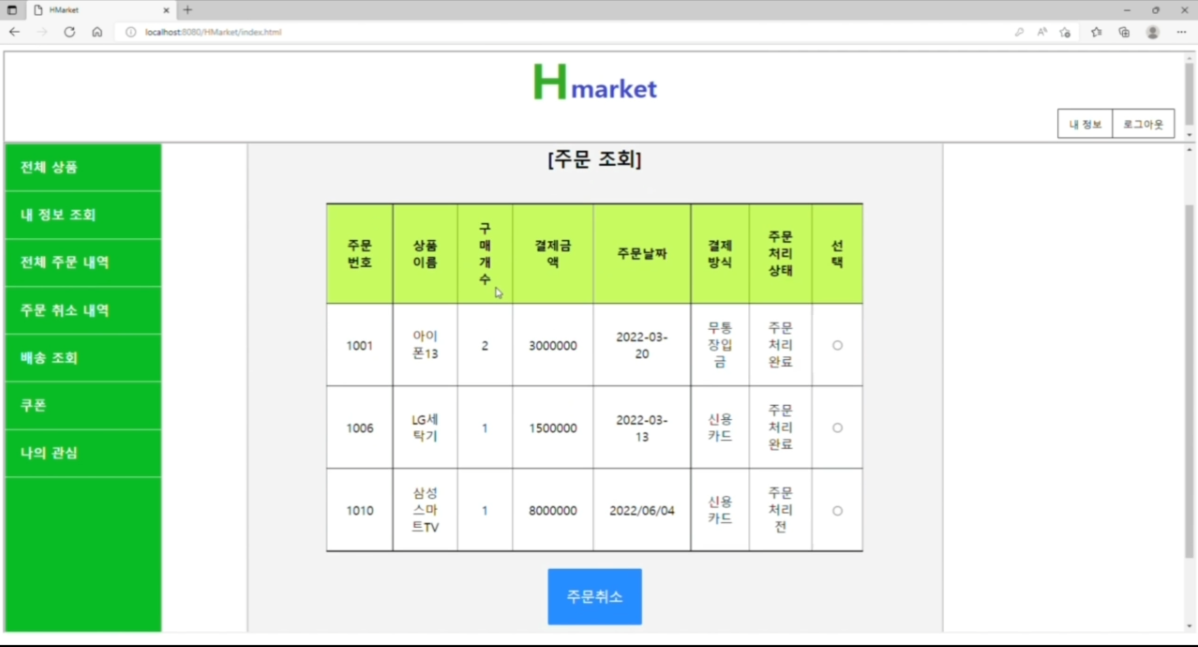 HMarket
localhost:8080/HMarket/index.html
Hmarket
내 정보 로그아웃
전체 상품
내 정보 조회
전체 주문 내역
주문 취소 내역
배송 조회
쿠폰
나의 관심
[주문 조회]
주문
번호
상품
이름
구
매
개
수
결제금
액
주문날짜
결제
방식
주문
처리
상태
선
택
1001
아이
폰13
2
3000000
2022-03-
20
무통
장입
금
주문
처리
완료
1006
LG세
탁기
1
1500000
2022-03-
13
신용
카드
주문
처리
완료
1010
삼성
스마
트TV
1
8000000
2022/06/04
신용
카드
주문
처리
전
주문취소